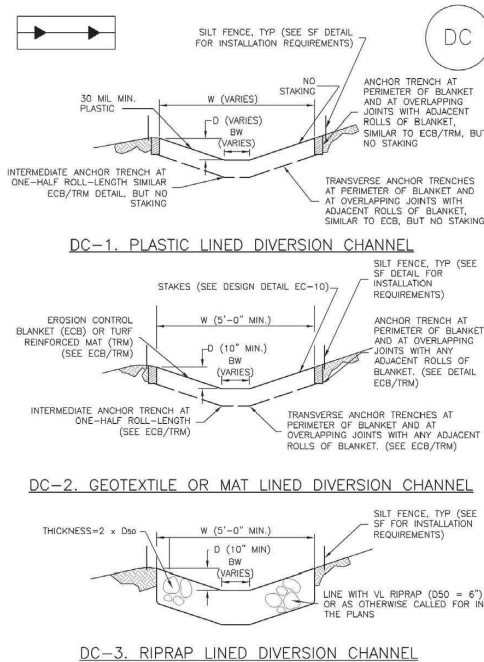 SILT FENCE, TYP (SEE SF DETAIL
FOR INSTALLATION REQUIREMENTS)
DC
NO
STAKING
W (VARIES)
30 MIL MIN.
PLASTIC
D (VARIES)
BW
(VARIES)
ANCHOR TRENCH AT
PERIMETER OF BLANKET
AND AT OVERLAPPING
JOINTS WITH ADJACENT
ROLLS OF BLANKET,
SIMILAR TO ECB/TRM, BUT
NO STAKING
INTERMEDIATE ANCHOR TRENCH AT
ONE-HALF ROLL-LENGTH SIMILAR
ECB/TRM DETAIL, BUT NO
STAKING
TRANSVERSE ANCHOR TRENCHES
AT PERIMETER OF BLANKET AND
AT OVERLAPPING JOINTS WITH
ADJACENT ROLLS OF BLANKET,
SIMILAR TO ECB, BUT NO STAKING
DC-1. PLASTIC LINED DIVERSION CHANNEL
SILT FENCE, TYP (SEE
SF DETAIL FOR
INSTALLATION
REQUIREMENTS)
STAKES (SEE DESIGN DETAIL EC-10)
W (5'-0" MIN.)
EROSION CONTROL
BLANKET (ECB) OR TURF
REINFORCED MAT (TRM)
(SEE ECB/TRM)
D (10" MIN.)
BW
(VARIES)
ANCHOR TRENCH AT
PERIMETER OF BLANKET
AND AT OVERLAPPING
JOINTS WITH ANY
ADJACENT ROLLS OF
BLANKET. (SEE DETAIL
ECB/TRM)
INTERMEDIATE ANCHOR TRENCH AT
ONE-HALF ROLL-LENGTH
(SEE ECB/TRM)
TRANSVERSE ANCHOR TRENCHES AT
PERIMETER OF BLANKET AND AT
OVERLAPPING JOINTS WITH ANY ADJACENT
ROLLS OF BLANKET. (SEE ECB/TRM)
DC-2. GEOTEXTILE OR MAT LINED DIVERSION CHANNEL
SILT FENCE, TYP (SEE
SF FOR INSTALLATION
REQUIREMENTS)
THICKNESS=2 x D50
W (5'-0" MIN.)
D (10" MIN)
BW
(VARIES)
LINE WITH VL RIPRAP (D50 = 6")
OR AS OTHERWISE CALLED FOR IN
THE PLANS
DC-3. RIPRAP LINED DIVERSION CHANNEL